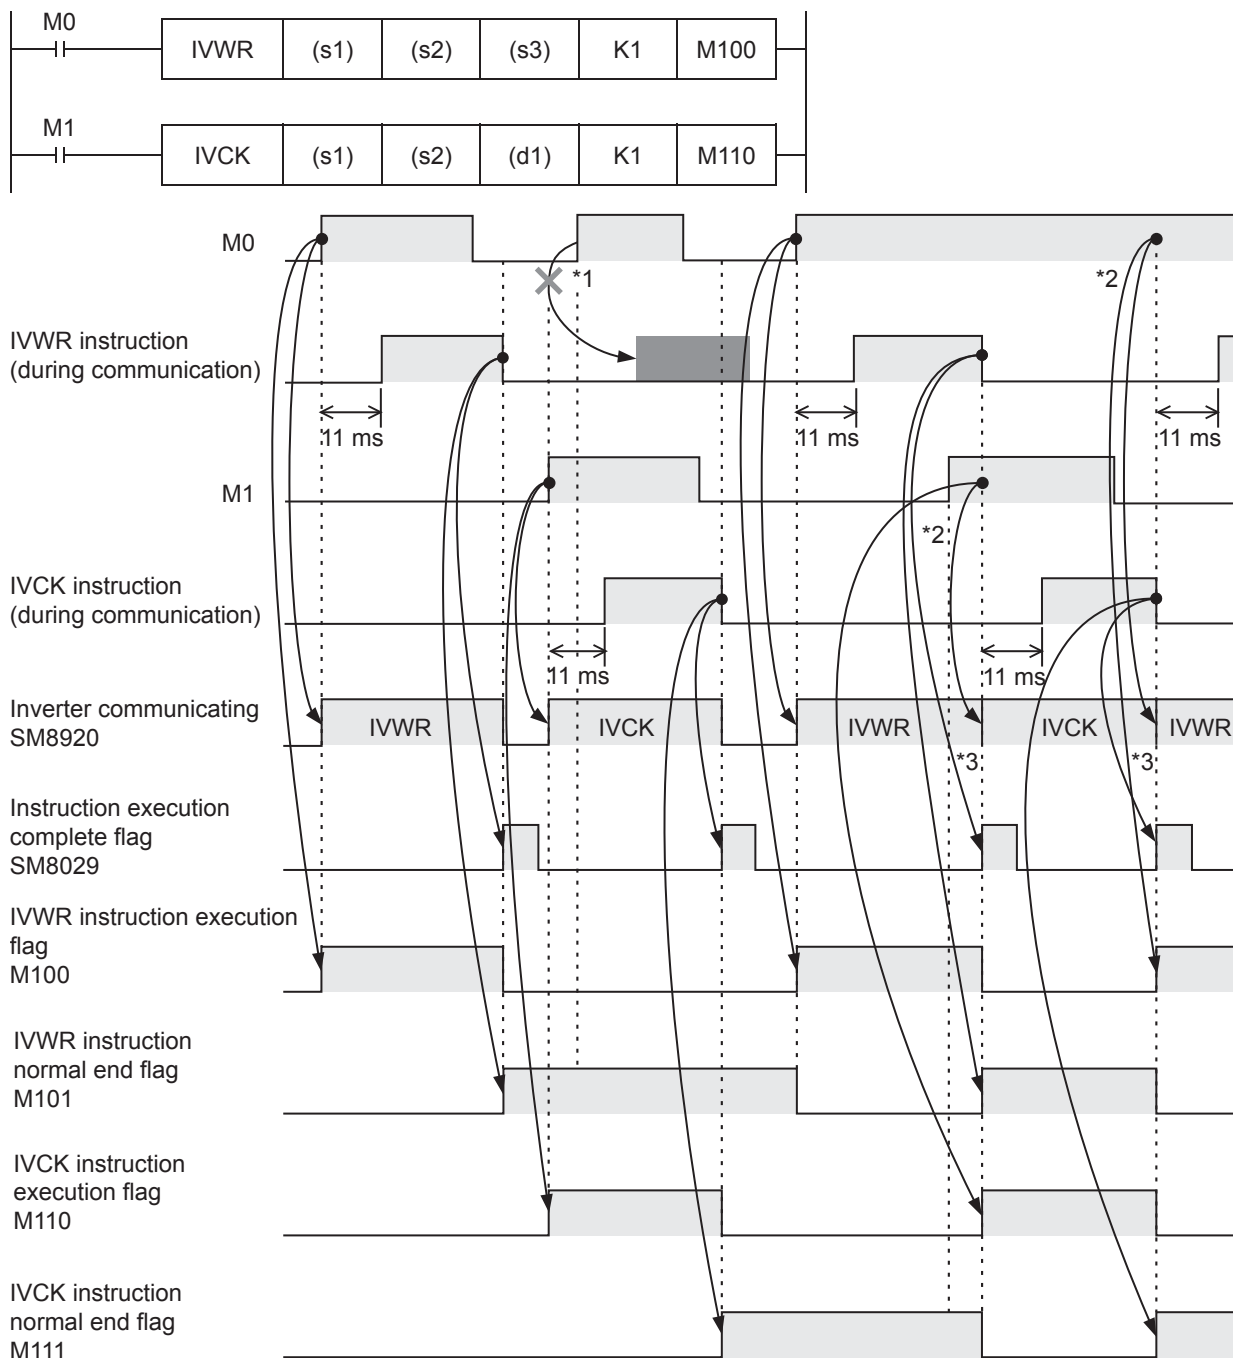 M0
IVWR (s1) (s2) (s3) K1 M100
M1
IVCK (s1) (s2) (d1) K1 M110
M0
*1
*2
IVWR instruction
(during communication)
11 ms
11 ms
11 ms
M1
*2
IVCK instruction
(during communication)
11 ms
11 ms
Inverter communicating
SM8920
IVWR
IVCK
IVWR
IVCK
IVWR
*3
*3
Instruction execution
complete flag
SM8029
IVWR instruction execution
flag
M100
IVWR instruction
normal end flag
M101
IVCK instruction
execution flag
M110
IVCK instruction
normal end flag
M111